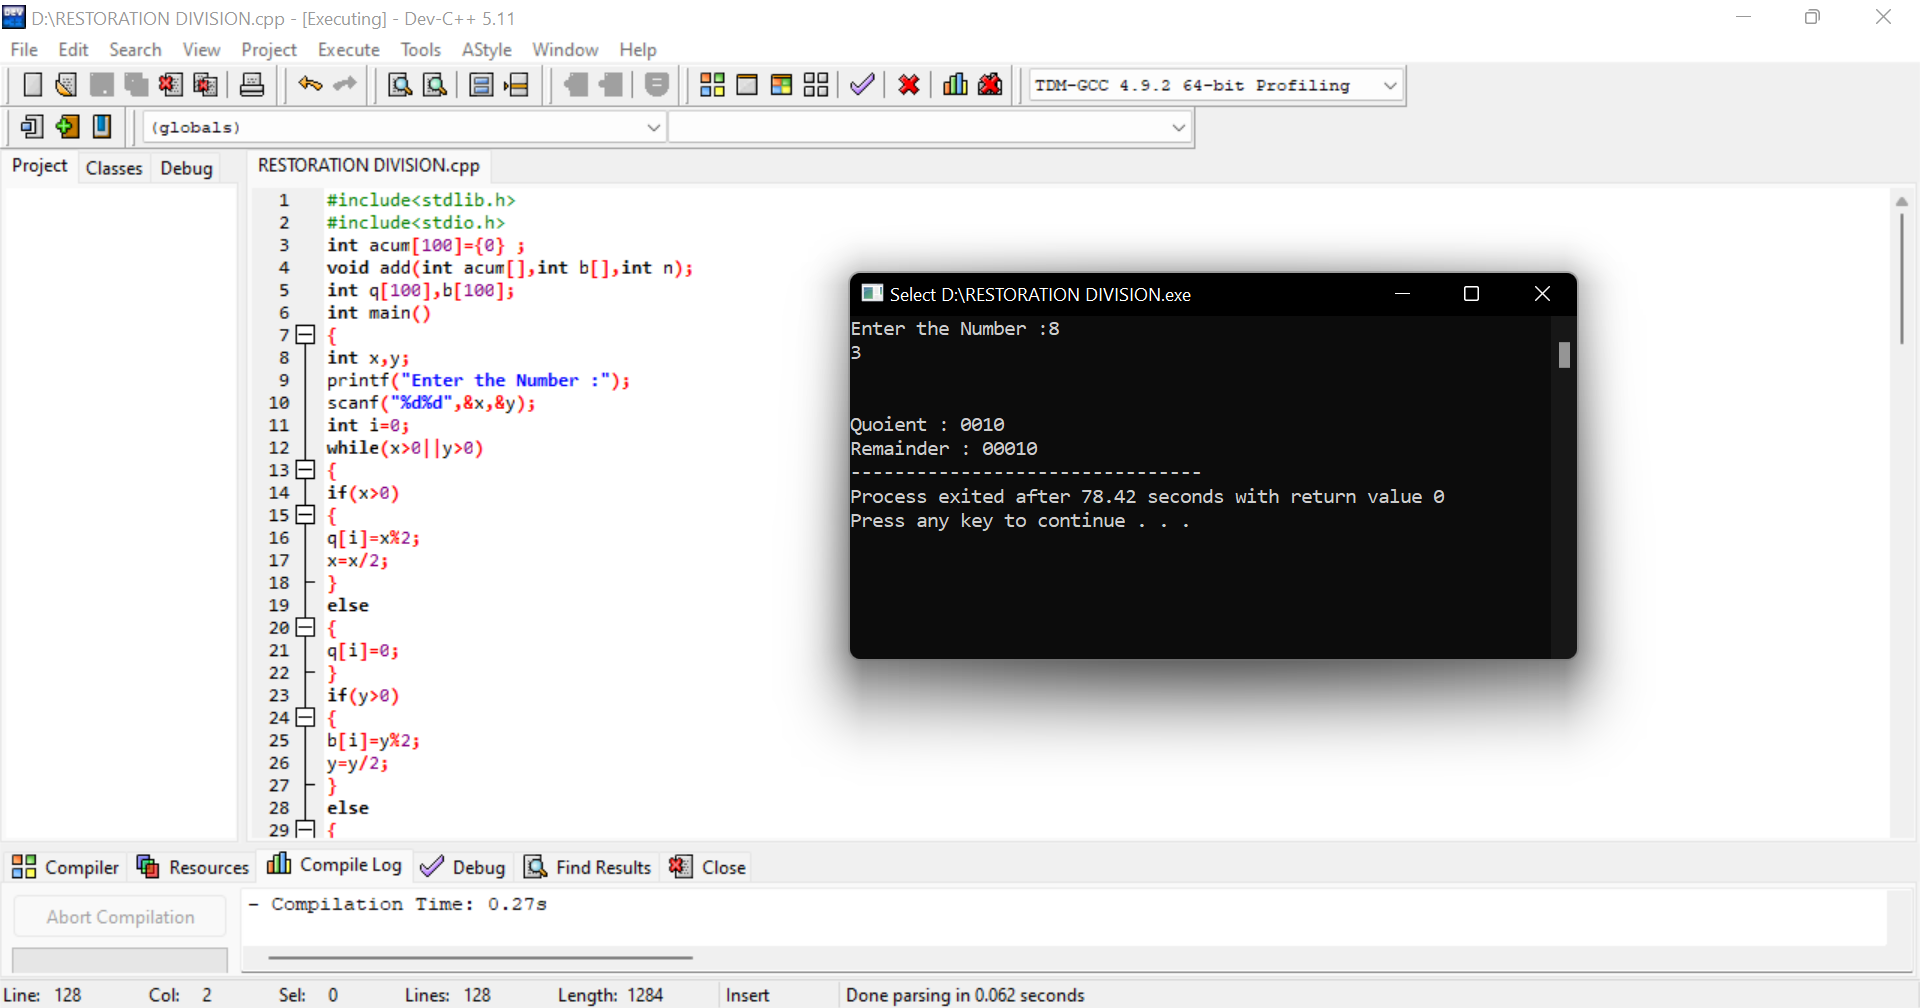 D:\RESTORATION DIVISION.cpp - [Executing] - Dev-C++ 5.11
File Edit Search View Project Execute Tools AStyle Window Help
TDM-GCC 4.9.2 64-bit Profiling
(globals)
Project Classes Debug
RESTORATION DIVISION.cpp
1 #include<stdlib.h>
2 #include<stdio.h>
3 int acum[100]={0} ;
4 void add(int acum[],int b[],int n);
5 int q[100],b[100];
6 int main()
7 {
8 int x,y;
9 printf("Enter the Number :");
10 scanf("%d%d",&x,&y);
11 int i=0;
12 while(x>0||y>0)
13 {
14 if(x>0)
15 {
16 q[i]=x%2;
17 x=x/2;
18 }
19 else
20 {
21 q[i]=0;
22 }
23 if(y>0)
24 {
25 b[i]=y%2;
26 y=y/2;
27 }
28 else
29 {
Select D:\RESTORATION DIVISION.exe
Enter the Number :8
3
Quoient : 0010
Remainder : 00010
--------------------------------
Process exited after 78.42 seconds with return value 0
Press any key to continue . . .
Compiler Resources Compile Log Debug Find Results Close
Abort Compilation
- Compilation Time: 0.27s
Line: 128 Col: 2 Sel: 0 Lines: 128 Length: 1284 Insert Done parsing in 0.062 seconds